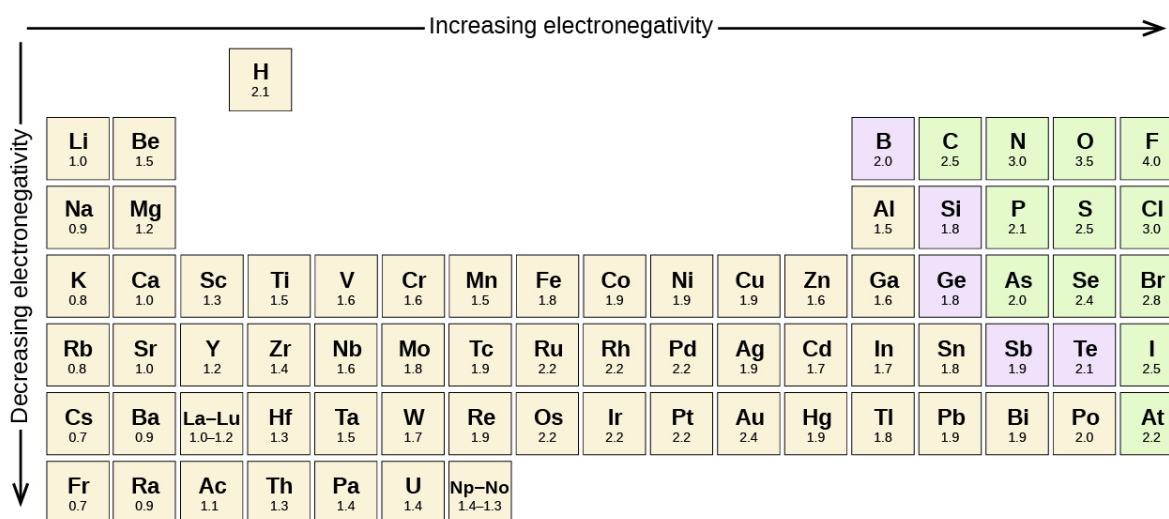 Increasing electronegativity
Decreasing electronegativity
H
2.1
Li Be B C N O F
1.0 1.5 2.0 2.5 3.0 3.5 4.0
Na Mg Al Si P S Cl
0.9 1.2 1.5 1.8 2.1 2.5 3.0
K Ca Sc Ti V Cr Mn Fe Co Ni Cu Zn Ga Ge As Se Br
0.8 1.0 1.3 1.5 1.6 1.6 1.5 1.8 1.9 1.9 1.9 1.6 1.6 1.8 2.0 2.4 2.8
Rb Sr Y Zr Nb Mo Tc Ru Rh Pd Ag Cd In Sn Sb Te I
0.8 1.0 1.2 1.4 1.6 1.8 1.9 2.2 2.2 2.2 1.9 1.7 1.7 1.8 1.9 2.1 2.5
Cs Ba La–Lu Hf Ta W Re Os Ir Pt Au Hg Tl Pb Bi Po At
0.7 0.9 1.0–1.2 1.3 1.5 1.7 1.9 2.2 2.2 2.2 2.4 1.9 1.8 1.9 1.9 2.0 2.2
Fr Ra Ac Th Pa U Np–No
0.7 0.9 1.1 1.3 1.4 1.4 1.4–1.3